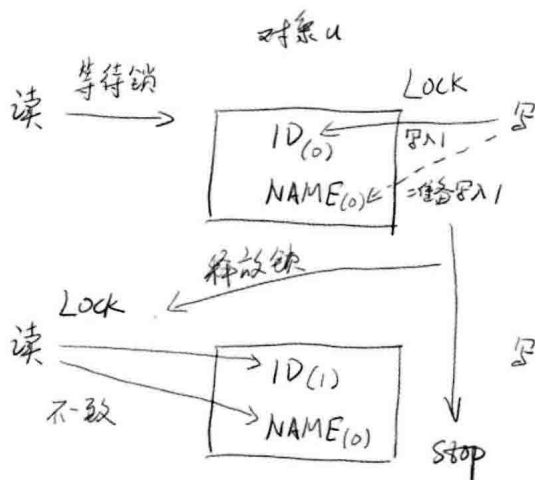 对象u
等待锁
LOCK
读
写
ID(0)
写入1
NAME(0)
准备写入1
释放锁
LOCK
读
写
ID(1)
不一致
NAME(0)
stop